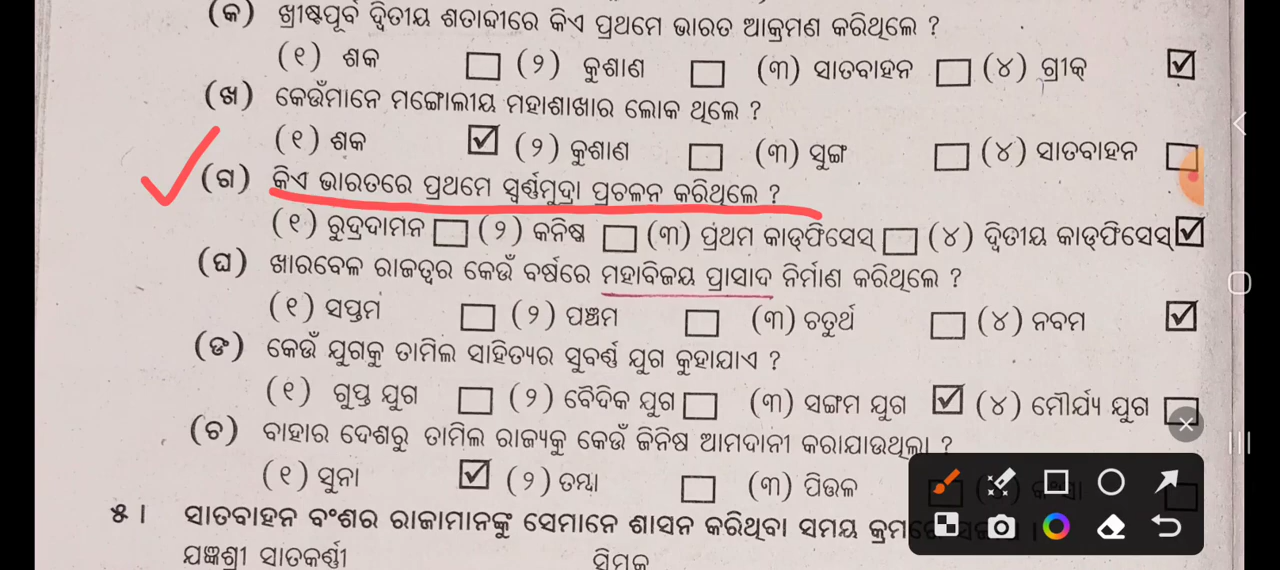 (କ) ଖ୍ରୀଷ୍ଟପୂର୍ବ ଦ୍ୱିତୀୟ ଶତାବ୍ଦୀରେ କିଏ ପ୍ରଥମେ ଭାରତ ଆକ୍ରମଣ କରିଥିଲେ ?
(୧) ଶକ (୨) କୁଶାଣ (୩) ସାତବାହନ (୪) ଗ୍ରୀକ୍
(ଖ) କେଉଁମାନେ ମଙ୍ଗୋଲୀୟ ମହାଶାଖାର ଲୋକ ଥିଲେ ?
(୧) ଶକ (୨) କୁଶାଣ (୩) ସୁଙ୍ଗ (୪) ସାତବାହନ
(ଗ) କିଏ ଭାରତରେ ପ୍ରଥମେ ସ୍ୱର୍ଣ୍ଣମୁଦ୍ରା ପ୍ରଚଳନ କରିଥିଲେ ?
(୧) ରୁଦ୍ରଦାମନ (୨) କନିଷ୍କ (୩) ପ୍ରଥମ କାଡ୍‌ଫିସେସ୍ (୪) ଦ୍ୱିତୀୟ କାଡ୍‌ଫିସେସ୍
(ଘ) ଖାରବେଳ ରାଜତ୍ୱର କେଉଁ ବର୍ଷରେ ମହାବିଜୟ ପ୍ରାସାଦ ନିର୍ମାଣ କରିଥିଲେ ?
(୧) ସପ୍ତମ (୨) ପଞ୍ଚମ (୩) ଚତୁର୍ଥ (୪) ନବମ
(ଙ) କେଉଁ ଯୁଗକୁ ତାମିଲ ସାହିତ୍ୟର ସୁବର୍ଣ୍ଣ ଯୁଗ କୁହାଯାଏ ?
(୧) ଗୁପ୍ତ ଯୁଗ (୨) ବୈଦିକ ଯୁଗ (୩) ସଙ୍ଗମ ଯୁଗ (୪) ମୌର୍ଯ୍ୟ ଯୁଗ
(ଚ) ବାହାର ଦେଶରୁ ତାମିଲ ରାଜ୍ୟକୁ କେଉଁ ଜିନିଷ ଆମଦାନୀ କରାଯାଉଥିଲା ?
(୧) ସୁନା (୨) ତମ୍ବା (୩) ପିତ୍ତଳ
୫। ସାତବାହନ ବଂଶର ରାଜାମାନଙ୍କୁ ସେମାନେ ଶାସନ କରିଥିବା ସମୟ
ଯଜ୍ଞଶ୍ରୀ ସାତକର୍ଣ୍ଣୀ ସିମୁକ